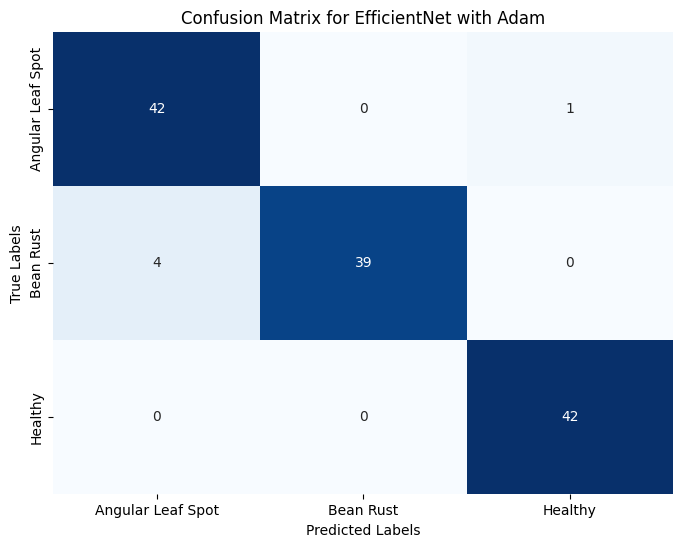 Confusion Matrix for EfficientNet with Adam
True Labels
Angular Leaf Spot
42 0 1
Bean Rust
4 39 0
Healthy
0 0 42
Angular Leaf Spot Bean Rust Healthy
Predicted Labels